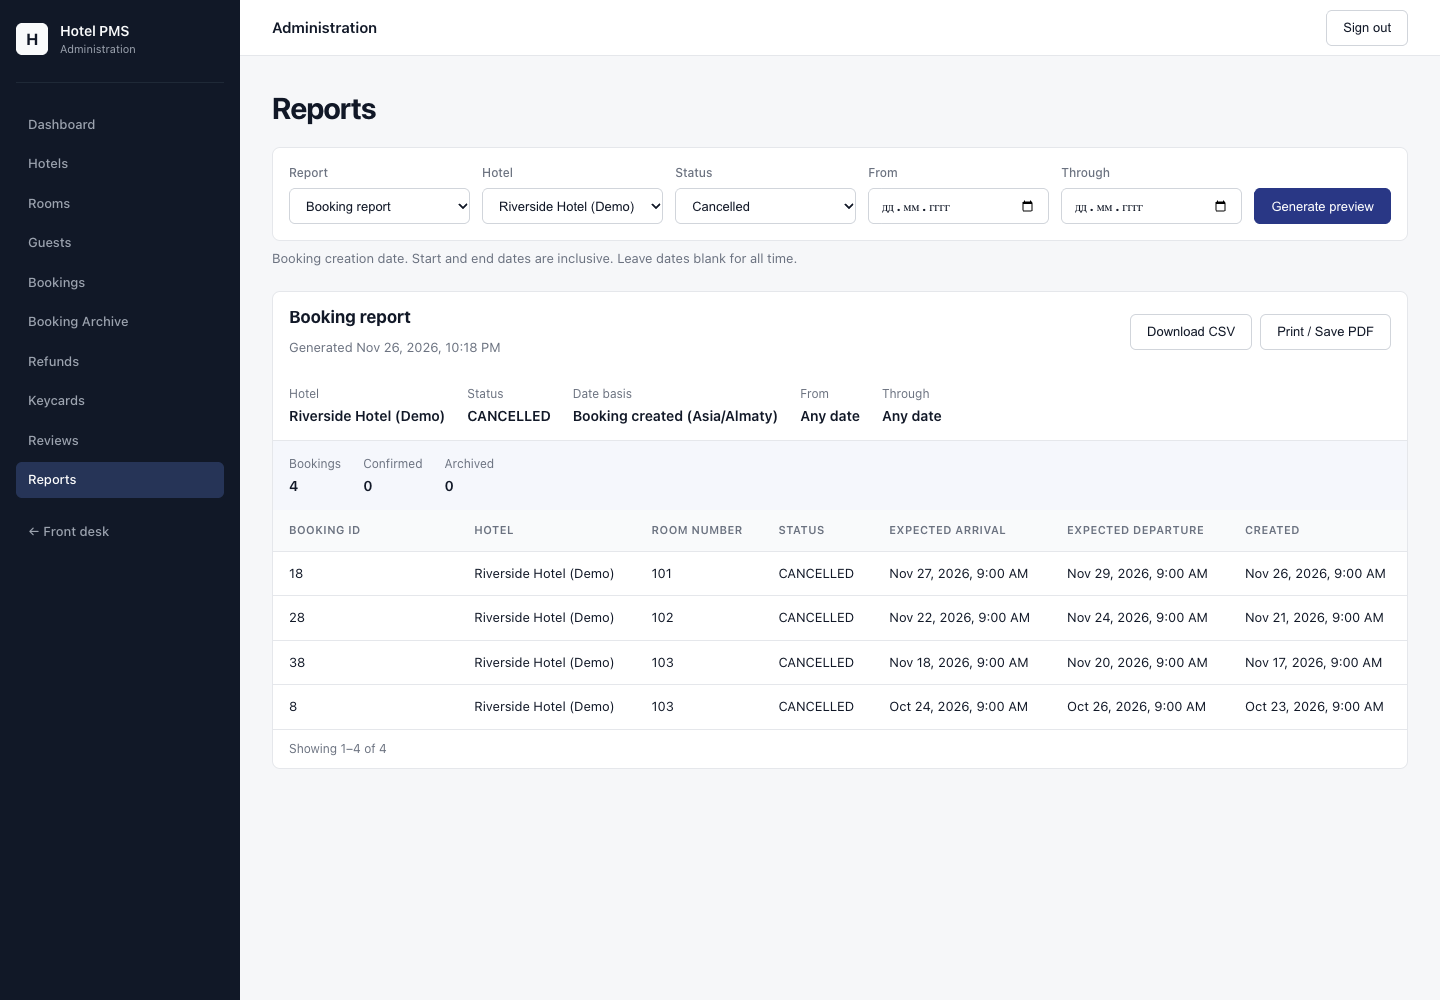 H
Hotel PMS
Administration
Dashboard
Hotels
Rooms
Guests
Bookings
Booking Archive
Refunds
Keycards
Reviews
Reports
← Front desk
Administration
Sign out
Reports
Report Hotel Status From Through
Booking report Riverside Hotel (Demo) Cancelled дд.мм.гггг дд.мм.гггг Generate preview
Booking creation date. Start and end dates are inclusive. Leave dates blank for all time.
Booking report
Generated Nov 26, 2026, 10:18 PM
Download CSV Print / Save PDF
Hotel Status Date basis From Through
Riverside Hotel (Demo) CANCELLED Booking created (Asia/Almaty) Any date Any date
Bookings Confirmed Archived
4 0 0
BOOKING ID HOTEL ROOM NUMBER STATUS EXPECTED ARRIVAL EXPECTED DEPARTURE CREATED
18 Riverside Hotel (Demo) 101 CANCELLED Nov 27, 2026, 9:00 AM Nov 29, 2026, 9:00 AM Nov 26, 2026, 9:00 AM
28 Riverside Hotel (Demo) 102 CANCELLED Nov 22, 2026, 9:00 AM Nov 24, 2026, 9:00 AM Nov 21, 2026, 9:00 AM
38 Riverside Hotel (Demo) 103 CANCELLED Nov 18, 2026, 9:00 AM Nov 20, 2026, 9:00 AM Nov 17, 2026, 9:00 AM
8 Riverside Hotel (Demo) 103 CANCELLED Oct 24, 2026, 9:00 AM Oct 26, 2026, 9:00 AM Oct 23, 2026, 9:00 AM
Showing 1–4 of 4